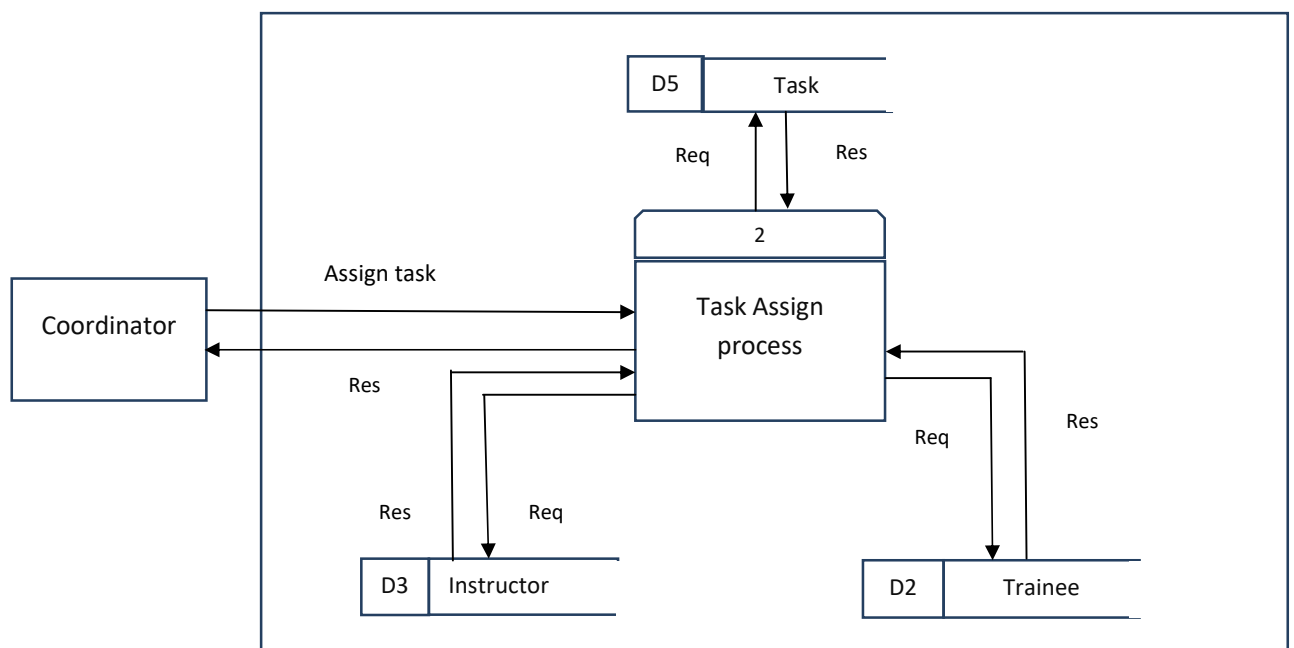 D5
Task
Req
Res
2
Assign task
Coordinator
Task Assign
process
Res
Req
Res
Res
Req
D3
Instructor
D2
Trainee